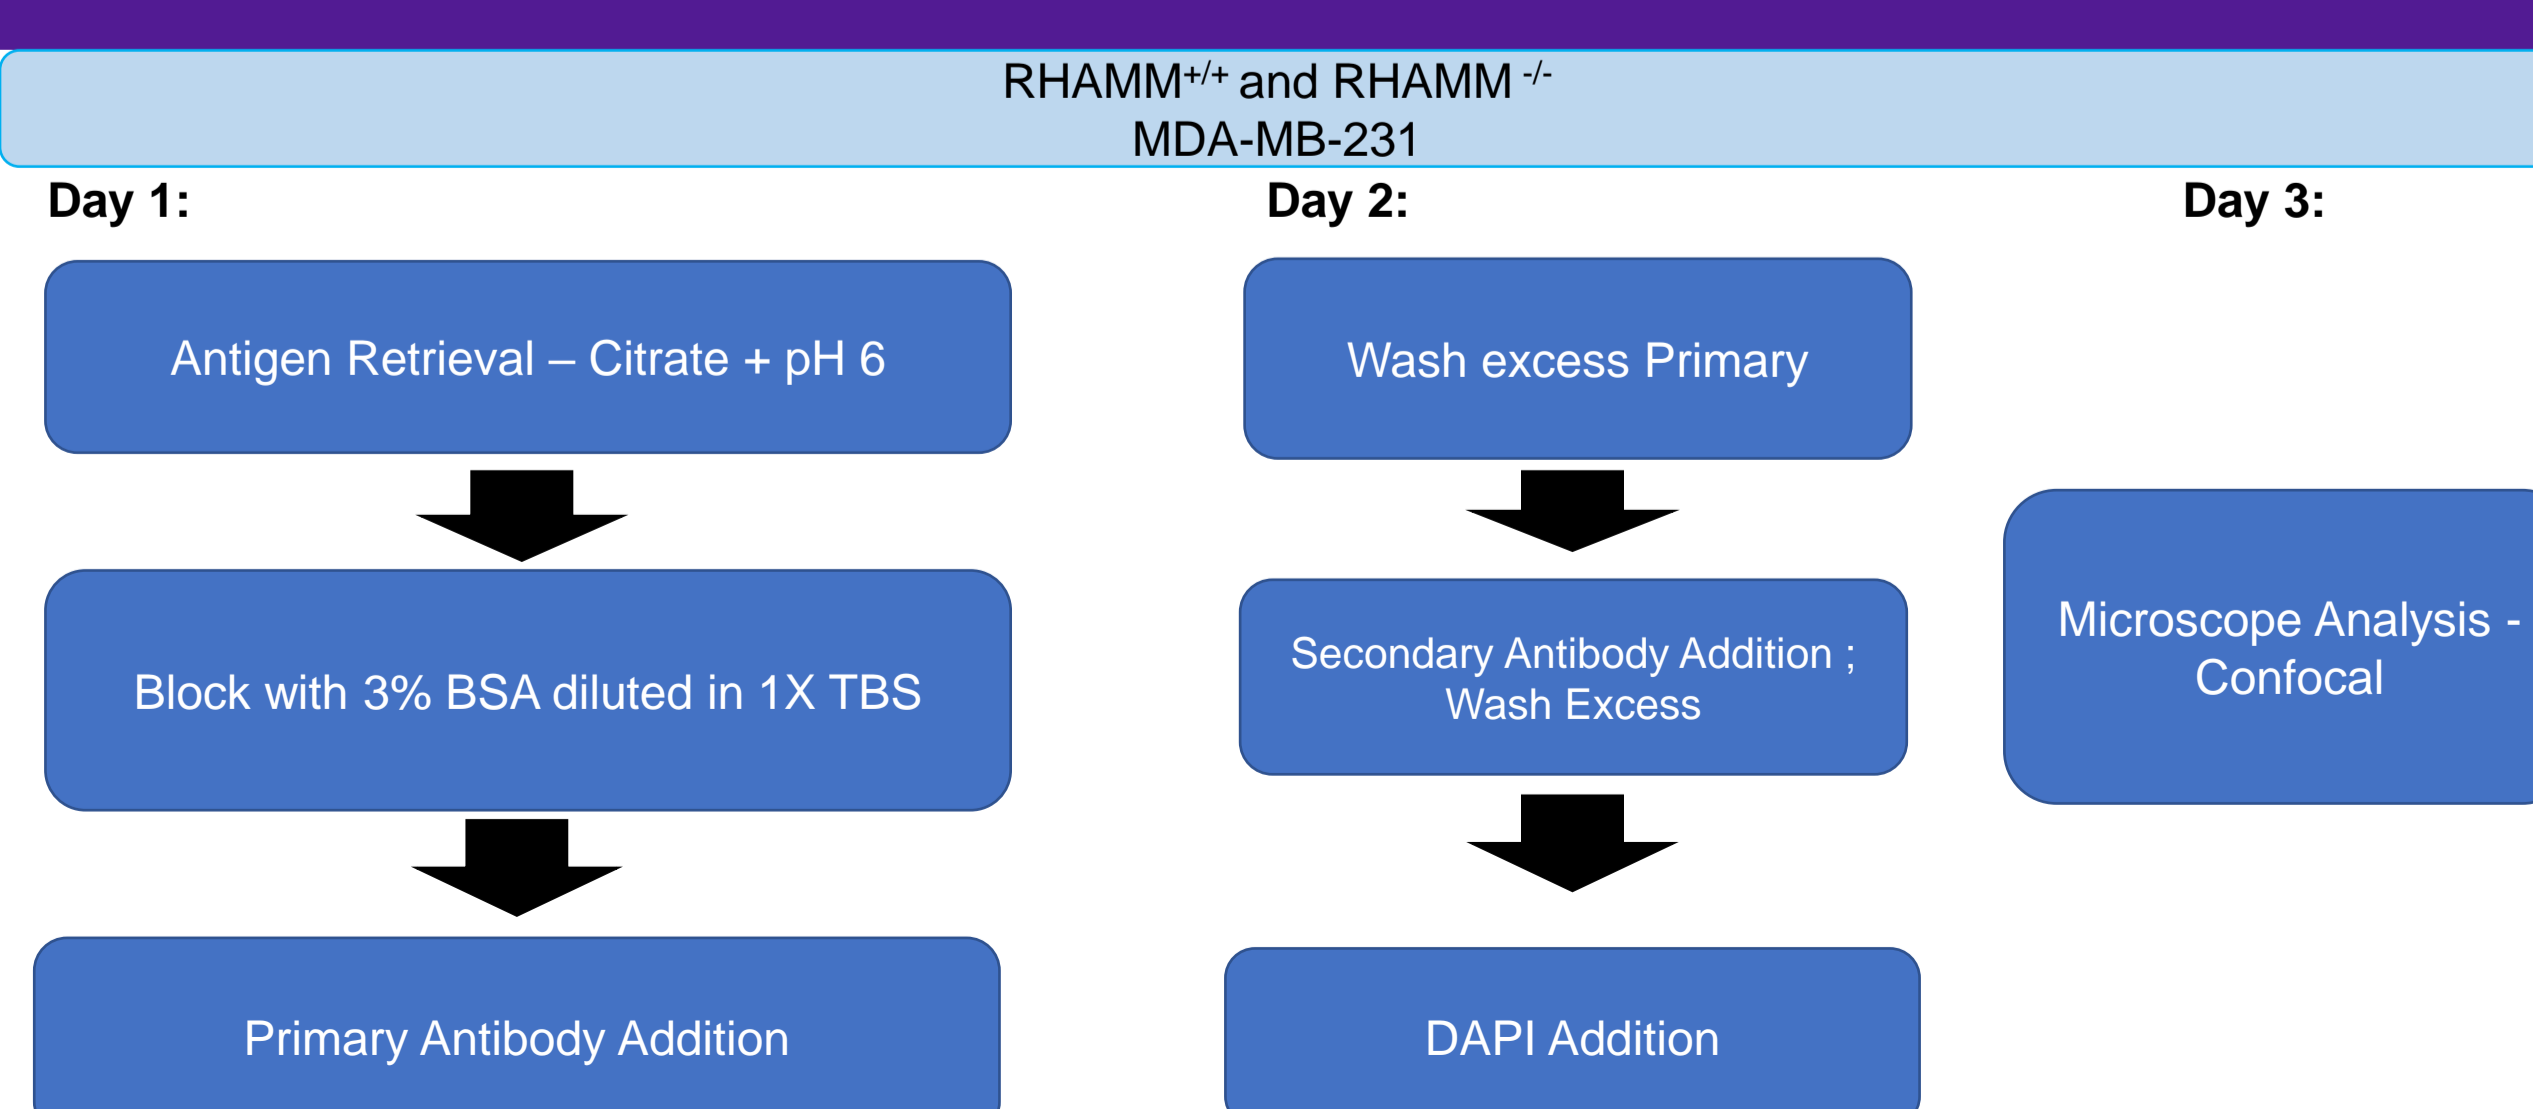 RHAMM+/+ and RHAMM -/-
MDA-MB-231
Day 1:
Antigen Retrieval – Citrate + pH 6
Block with 3% BSA diluted in 1X TBS
Primary Antibody Addition
Day 2:
Wash excess Primary
Secondary Antibody Addition ;
Wash Excess
DAPI Addition
Day 3:
Microscope Analysis -
Confocal